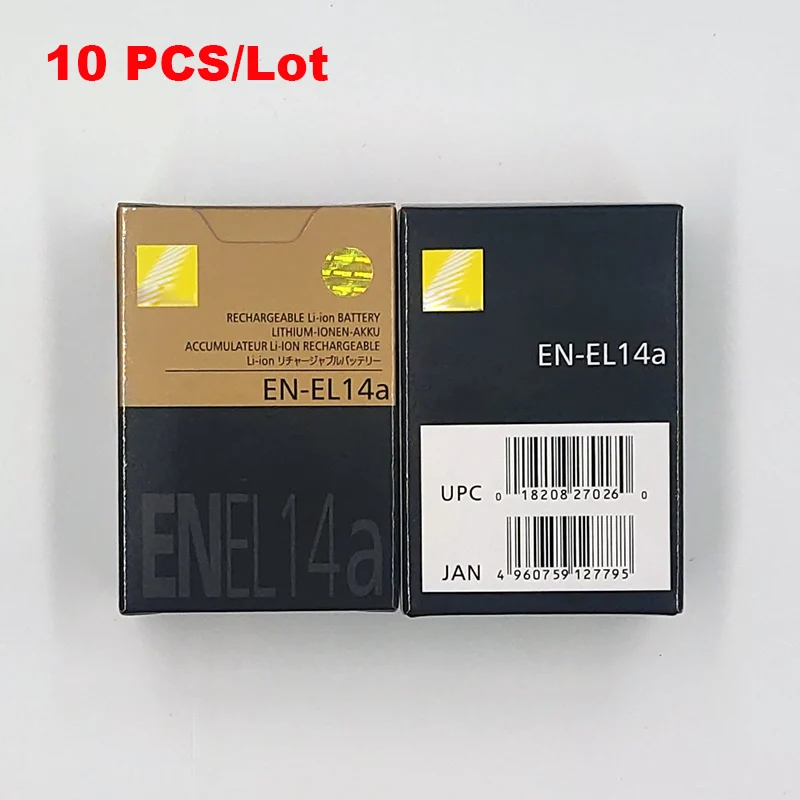 10 PCS/Lot
RECHARGEABLE Li-ion BATTERY
LITHIUM-IONEN-AKKU
ACCUMULATEUR Li-ION RECHARGEABLE
Li-ion リチャージャブルバッテリー
EN-EL14a
ENEL14a
EN-EL14a
UPC 0 18208 27026 0
JAN 4 960759 127795